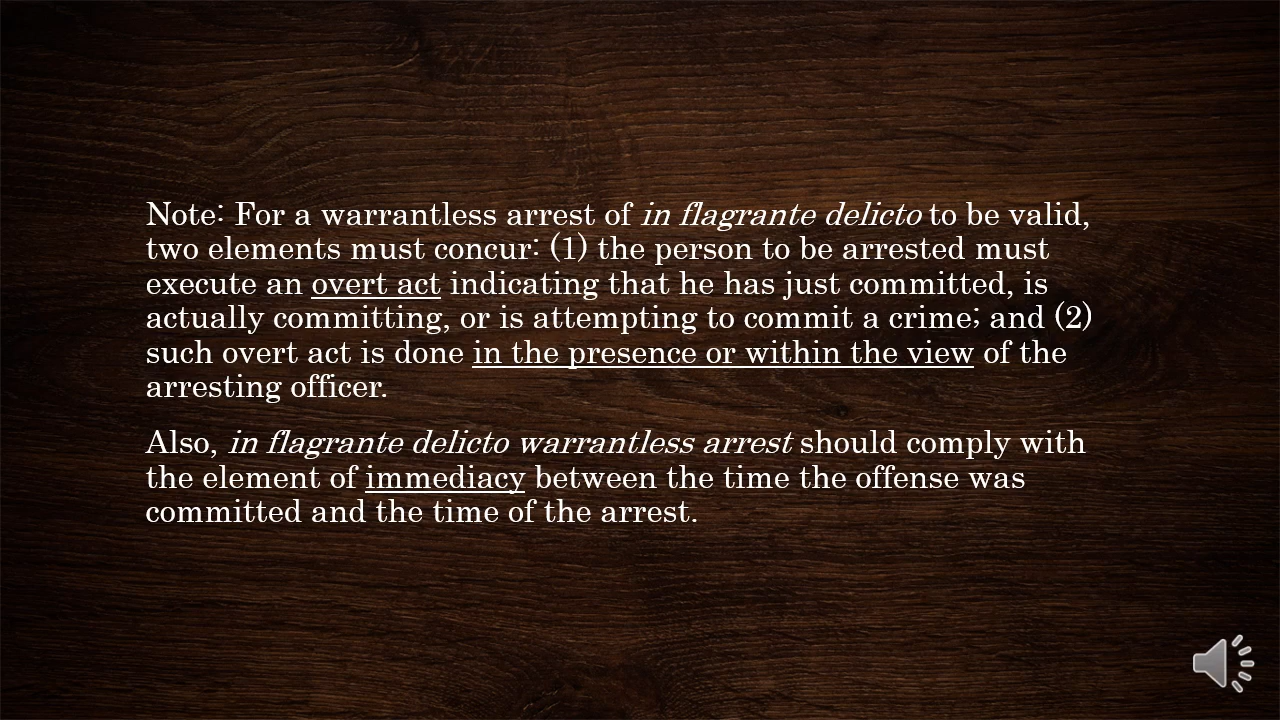 Note: For a warrantless arrest of in flagrante delicto to be valid,
two elements must concur: (1) the person to be arrested must
execute an overt act indicating that he has just committed, is
actually committing, or is attempting to commit a crime; and (2)
such overt act is done in the presence or within the view of the
arresting officer.
Also, in flagrante delicto warrantless arrest should comply with
the element of immediacy between the time the offense was
committed and the time of the arrest.